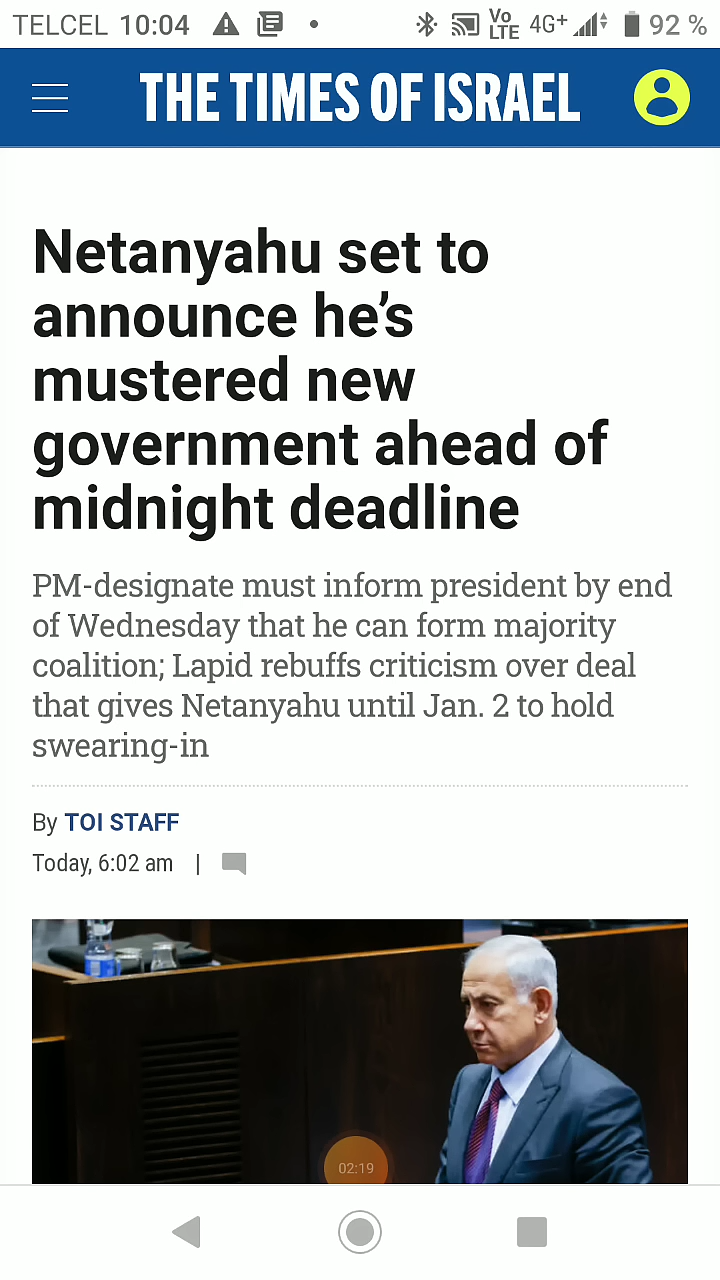 TELCEL 10:04 Vo LTE 4G+ 92 %
THE TIMES OF ISRAEL
Netanyahu set to
announce he’s
mustered new
government ahead of
midnight deadline
PM-designate must inform president by end
of Wednesday that he can form majority
coalition; Lapid rebuffs criticism over deal
that gives Netanyahu until Jan. 2 to hold
swearing-in
By TOI STAFF
Today, 6:02 am |
02:19